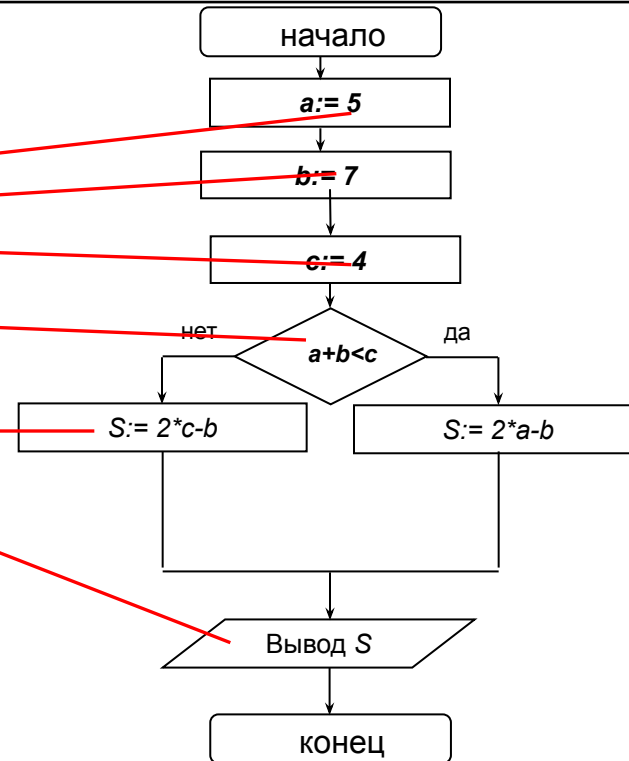 начало
a:= 5
b:= 7
c:= 4
нет
a+b<c
да
S:= 2*c-b
S:= 2*a-b
Вывод S
конец